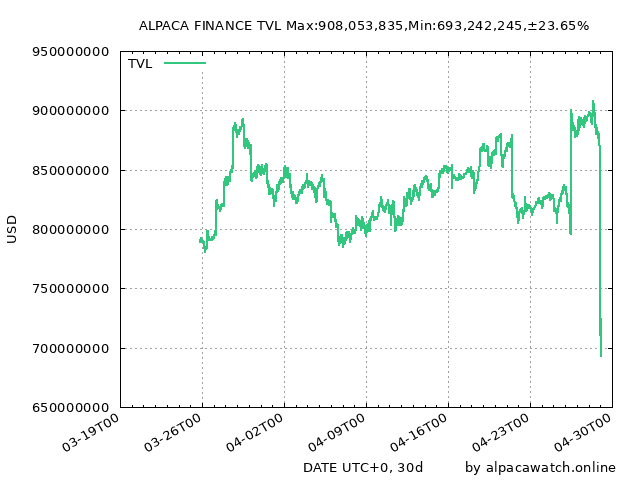 ALPACA FINANCE TVL Max:908,053,835,Min:693,242,245,±23.65%
950000000
TVL
900000000
850000000
800000000
USD
750000000
700000000
650000000
03-19T00 03-26T00 04-02T00 04-09T00 04-16T00 04-23T00 04-30T00
DATE UTC+0, 30d by alpacawatch.online